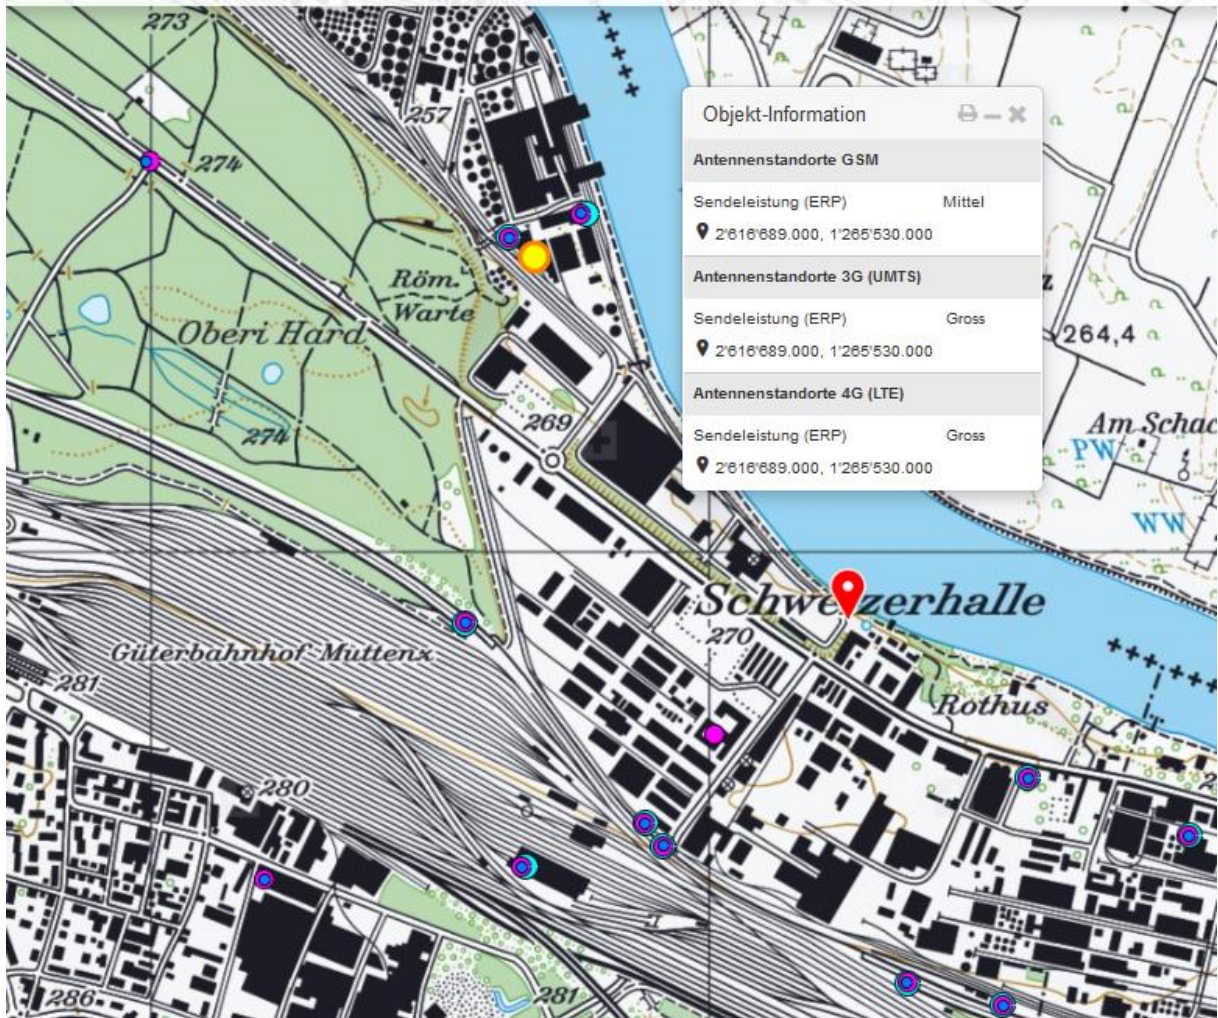 273
257
274
Objekt-Information
Antennenstandorte GSM
Sendeleistung (ERP) Mittel
2'616'689.000, 1'265'530.000
Antennenstandorte 3G (UMTS)
Sendeleistung (ERP) Gross
2'616'689.000, 1'265'530.000
Antennenstandorte 4G (LTE)
Sendeleistung (ERP) Gross
2'616'689.000, 1'265'530.000
Röm.
Warte
Oberi Hard
z
264,4
274
269
Am Schac
PW
WW
Schweizerhalle
270
Güterbahnhof Muttenz
281
Rothus
280
286
281